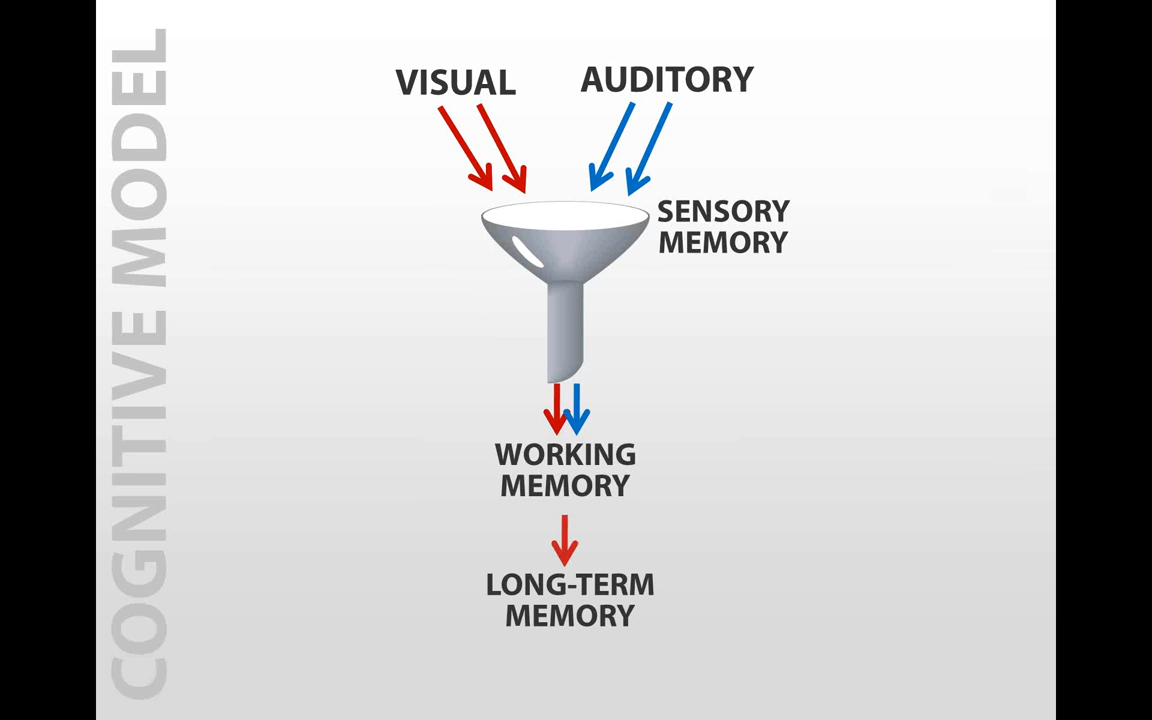 COGNITIVE MODEL
VISUAL
AUDITORY
SENSORY
MEMORY
WORKING
MEMORY
LONG-TERM
MEMORY